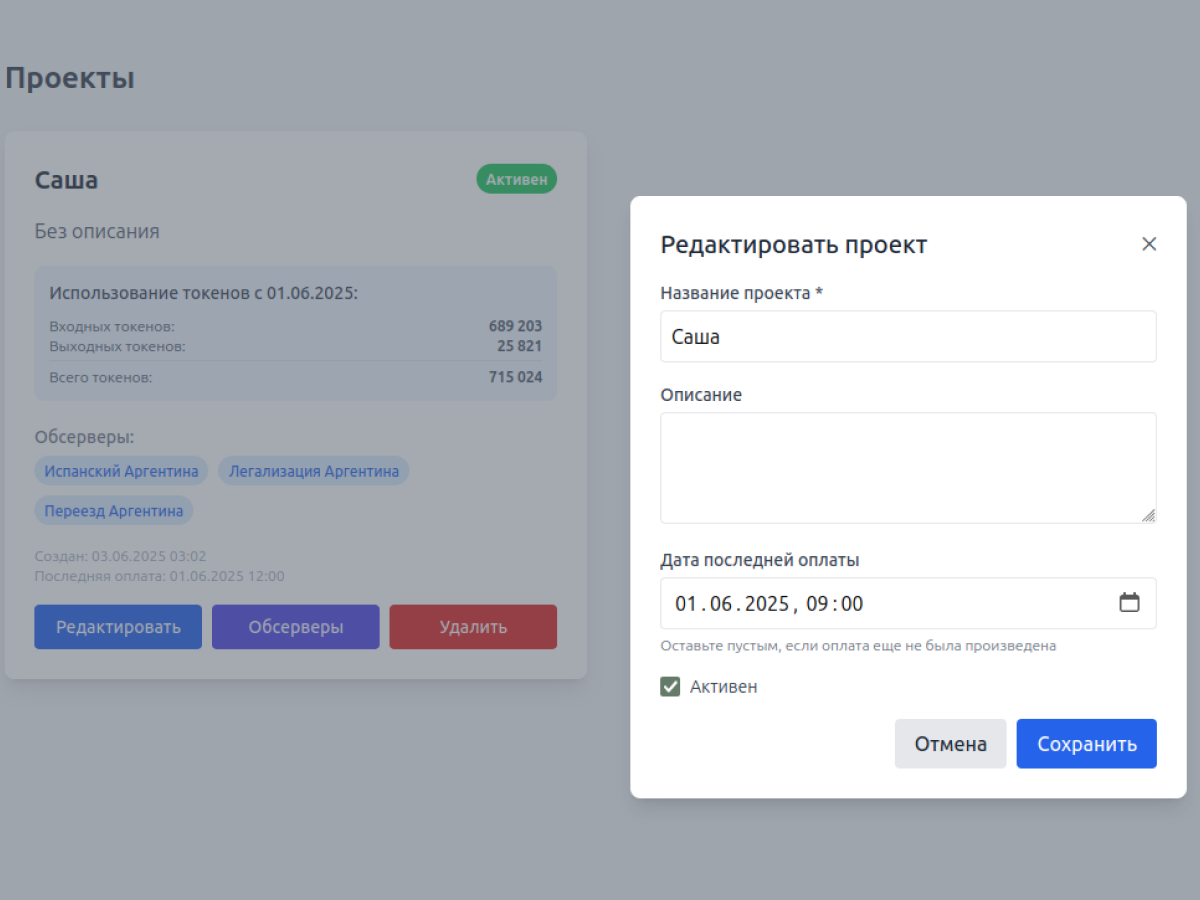 Проекты
Саша
Активен
Без описания
Использование токенов с 01.06.2025:
Входных токенов: 689 203
Выходных токенов: 25 821
Всего токенов: 715 024
Обсерверы:
Испанский Аргентина Легализация Аргентина
Переезд Аргентина
Создан: 03.06.2025 03:02
Последняя оплата: 01.06.2025 12:00
Редактировать Обсерверы Удалить
Редактировать проект
Название проекта *
Саша
Описание
Дата последней оплаты
01.06.2025, 09:00
Оставьте пустым, если оплата еще не была произведена
Активен
Отмена Сохранить